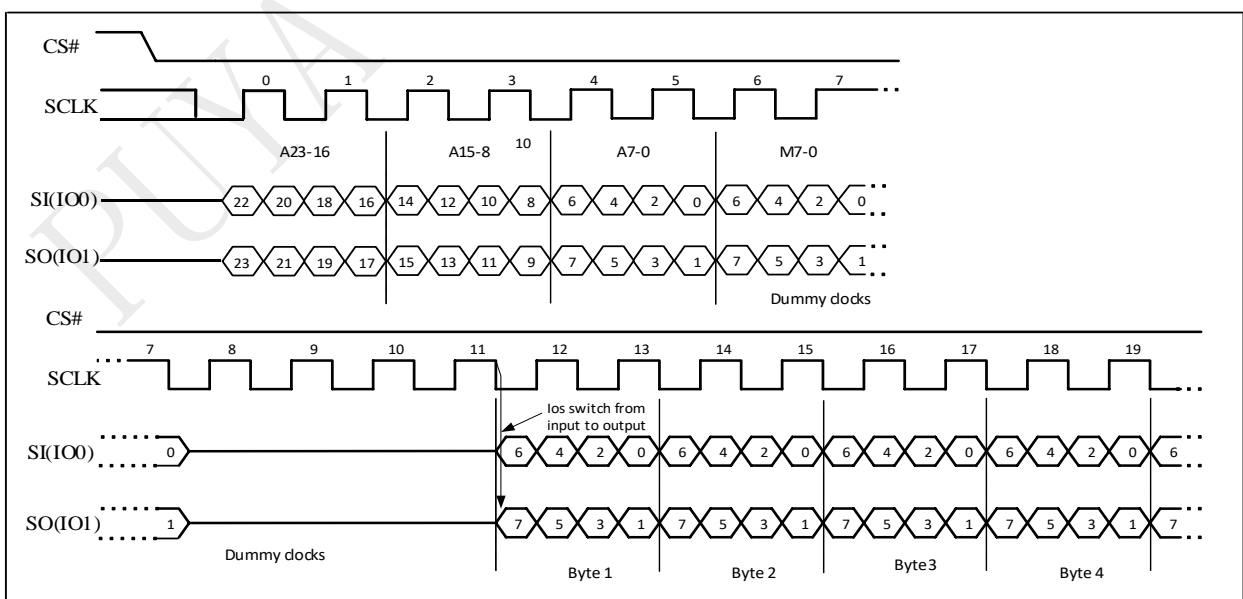 PUYA
CS#
SCLK
0 1 2 3 4 5 6 7
A23-16 A15-8 10 A7-0 M7-0
SI(IO0) 22 20 18 16 14 12 10 8 6 4 2 0 6 4 2 0
SO(IO1) 23 21 19 17 15 13 11 9 7 5 3 1 7 5 3 1
Dummy clocks
CS#
7 8 9 10 11 12 13 14 15 16 17 18 19
SCLK
Ios switch from
input to output
SI(IO0) 0 6 4 2 0 6 4 2 0 6 4 2 0 6 4 2 0 6
SO(IO1) 1 7 5 3 1 7 5 3 1 7 5 3 1 7 5 3 1 7
Dummy clocks
Byte 1 Byte 2 Byte3 Byte 4